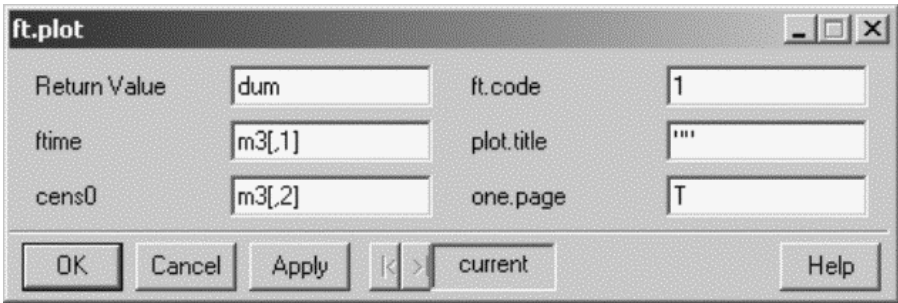 ft.plot
Return Value dum ft.code 1
ftime m3[,1] plot.title ""
cens0 m3[,2] one.page T
OK Cancel Apply current Help